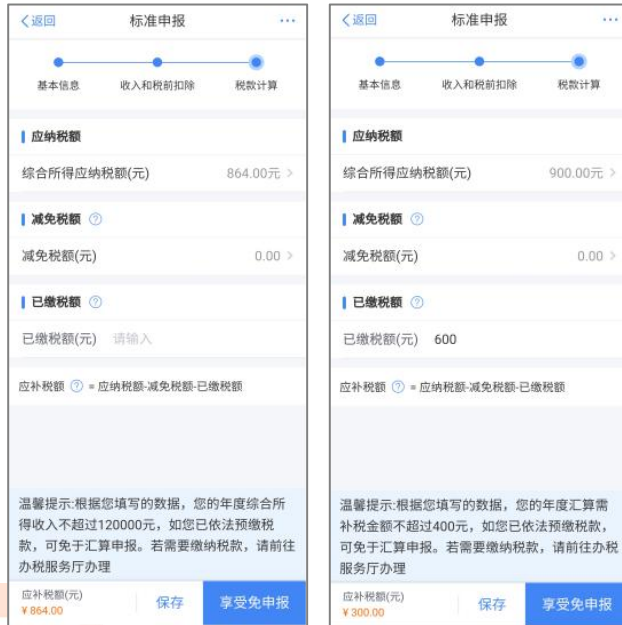 返回 标准申报 ...
基本信息 收入和税前扣除 税款计算
应纳税额
综合所得应纳税额(元) 864.00元 >
减免税额 ?
减免税额(元) 0.00 >
已缴税额 ?
已缴税额(元) 请输入
应补税额 ? = 应纳税额-减免税额-已缴税额
温馨提示:根据您填写的数据，您的年度综合所
得收入不超过120000元，如您已依法预缴税
款，可免于汇算申报。若需要缴纳税款，请前往
办税服务厅办理
应补税额(元)
¥864.00
保存 享受免申报
返回 标准申报 ...
基本信息 收入和税前扣除 税款计算
应纳税额
综合所得应纳税额(元) 900.00元 >
减免税额 ?
减免税额(元) 0.00 >
已缴税额 ?
已缴税额(元) 600
应补税额 ? = 应纳税额-减免税额-已缴税额
温馨提示:根据您填写的数据，您的年度汇算需
补税金额不超过400元，如您已依法预缴税款，
可免于汇算申报。若需要缴纳税款，请前往办税
服务厅办理
应补税额(元)
¥300.00
保存 享受免申报